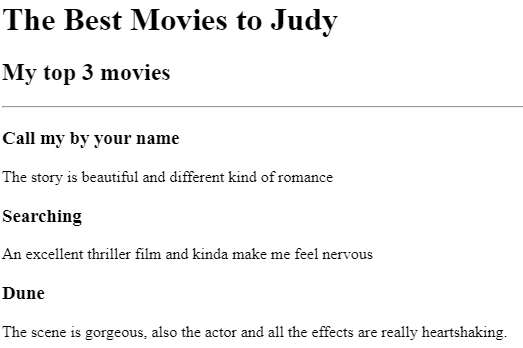 The Best Movies to Judy
My top 3 movies
Call my by your name
The story is beautiful and different kind of romance
Searching
An excellent thriller film and kinda make me feel nervous
Dune
The scene is gorgeous, also the actor and all the effects are really heartshaking.